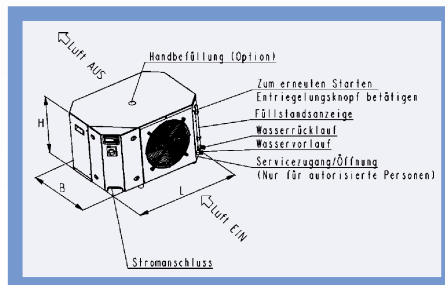 Luft AUS
Handbefüllung (Option)
Zum erneuten Starten
Entriegelungsknopf betätigen
Füllstandsanzeige
Wasserrücklauf
Wasservorlauf
Servicezugang/Öffnung
(Nur für autorisierte Personen)
H
B
L
Luft EIN
Stromanschluss